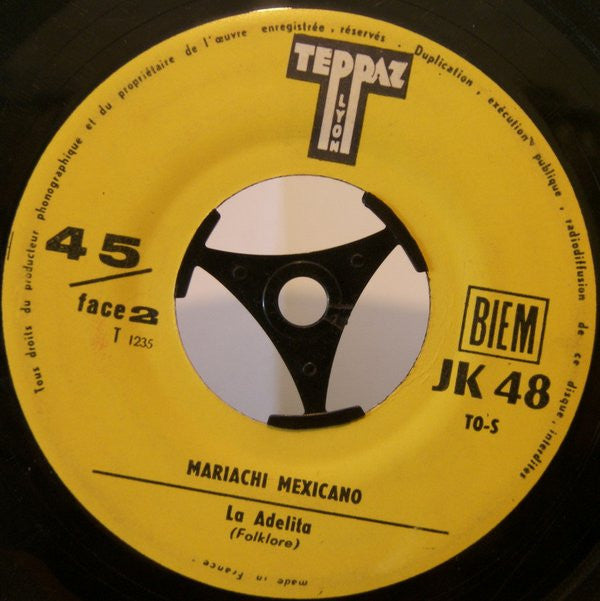 Tous droits du producteur phonographique et du propriétaire de l'œuvre enregistrée, réservés. Duplication, exécution publique, radiodiffusion de ce disque, interdites
TEPPAZ
LYON
45
face 2
T 1235
BIEM
JK 48
TO-S
MARIACHI MEXICANO
La Adelita
(Folklore)
made in France